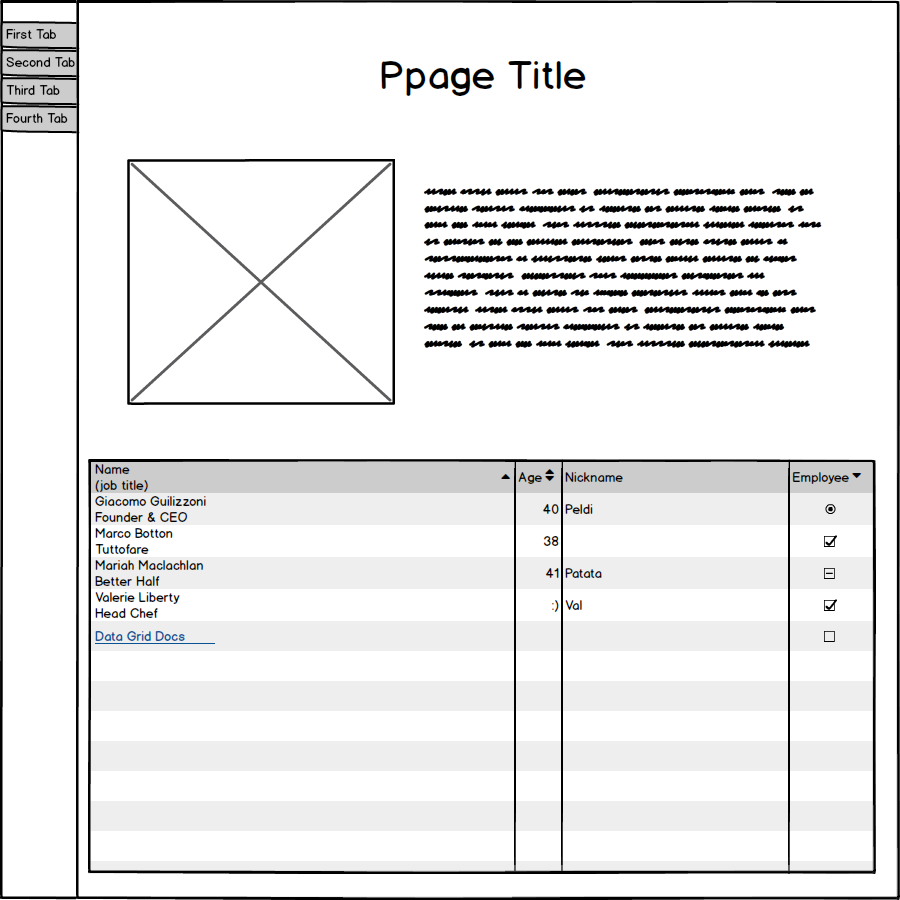 First Tab
Second Tab
Third Tab
Fourth Tab
Ppage Title
Name
(job title)
Age
Nickname
Employee
Giacomo Guilizzoni
Founder & CEO
40
Peldi
Marco Botton
Tuttofare
38
Mariah Maclachlan
Better Half
41
Patata
Valerie Liberty
Head Chef
:)
Val
Data Grid Docs